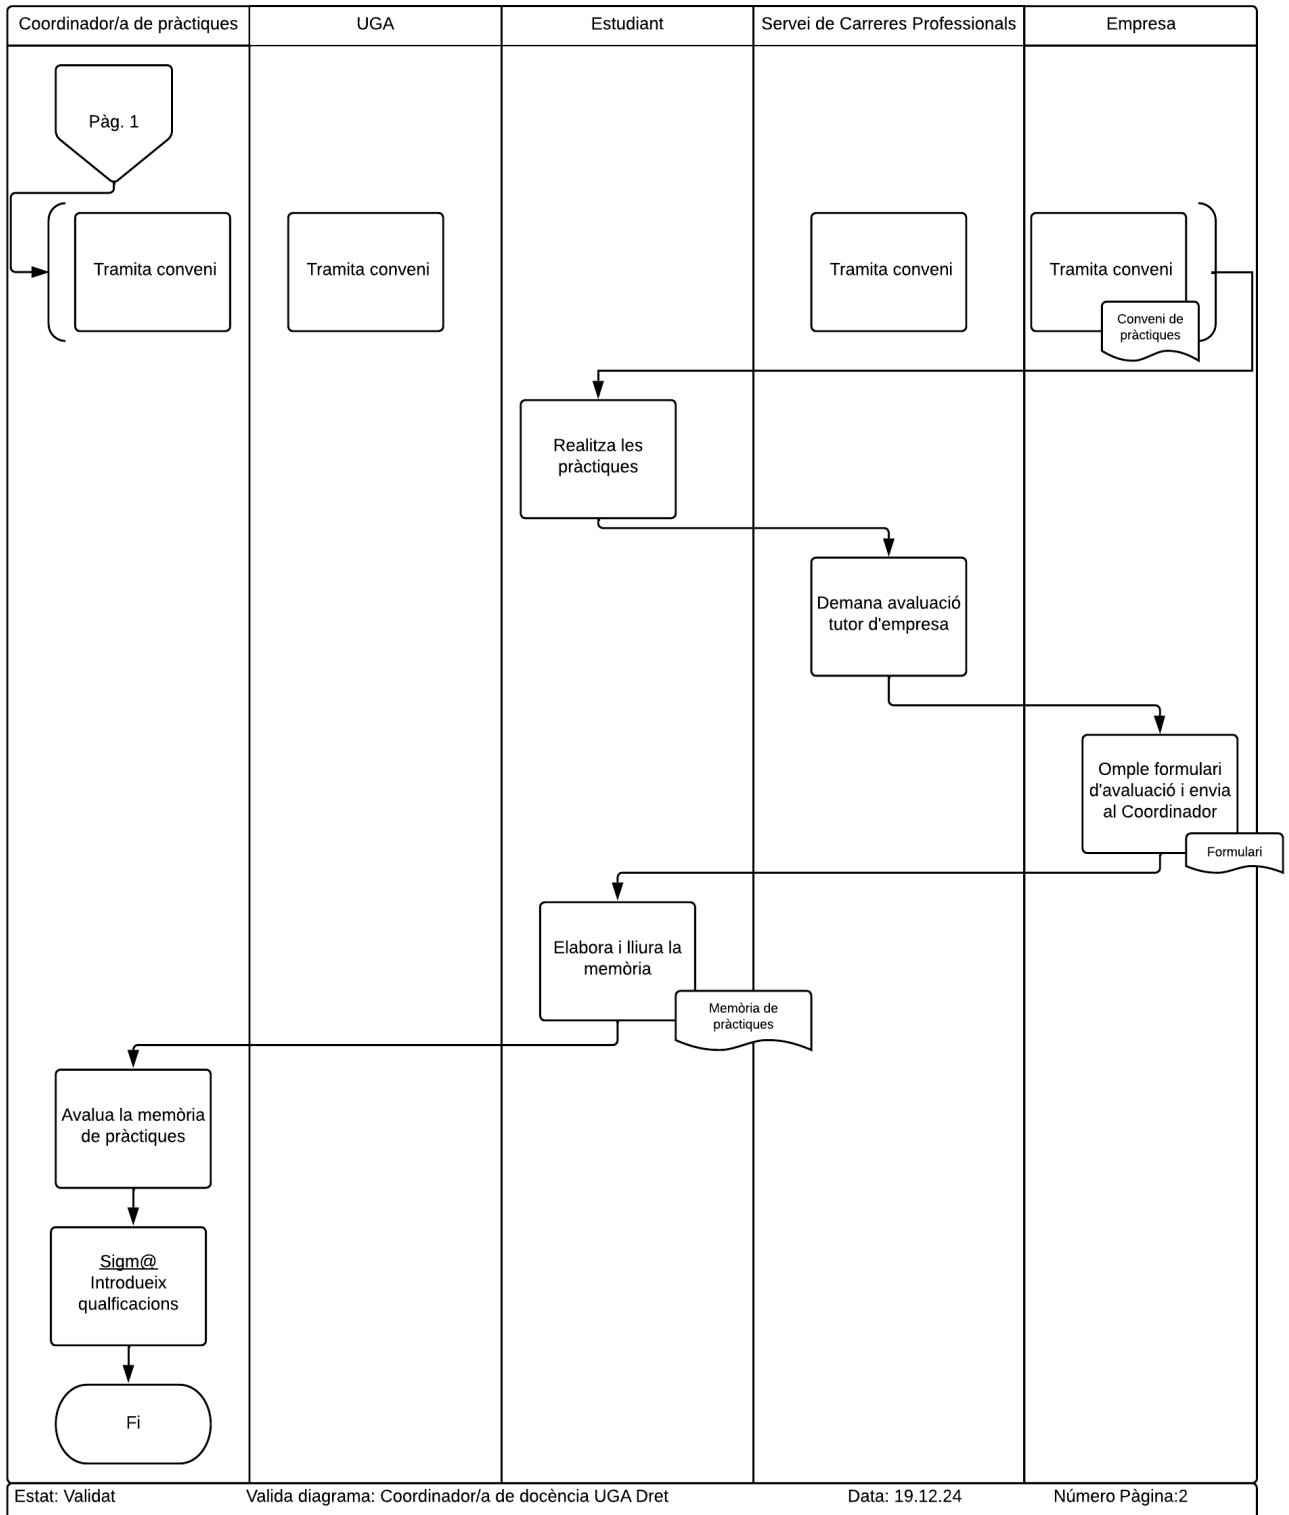 Coordinador/a de pràctiques
UGA
Estudiant
Servei de Carreres Professionals
Empresa
Pàg. 1
Tramita conveni
Tramita conveni
Tramita conveni
Tramita conveni
Conveni de
pràctiques
Realitza les
pràctiques
Demana avaluació
tutor d'empresa
Omple formulari
d'avaluació i envia
al Coordinador
Formulari
Elabora i lliura la
memòria
Memòria de
pràctiques
Avalua la memòria
de pràctiques
Sigm@
Introdueix
qualficacions
Fi
Estat: Validat
Valida diagrama: Coordinador/a de docència UGA Dret
Data: 19.12.24
Número Pàgina:2